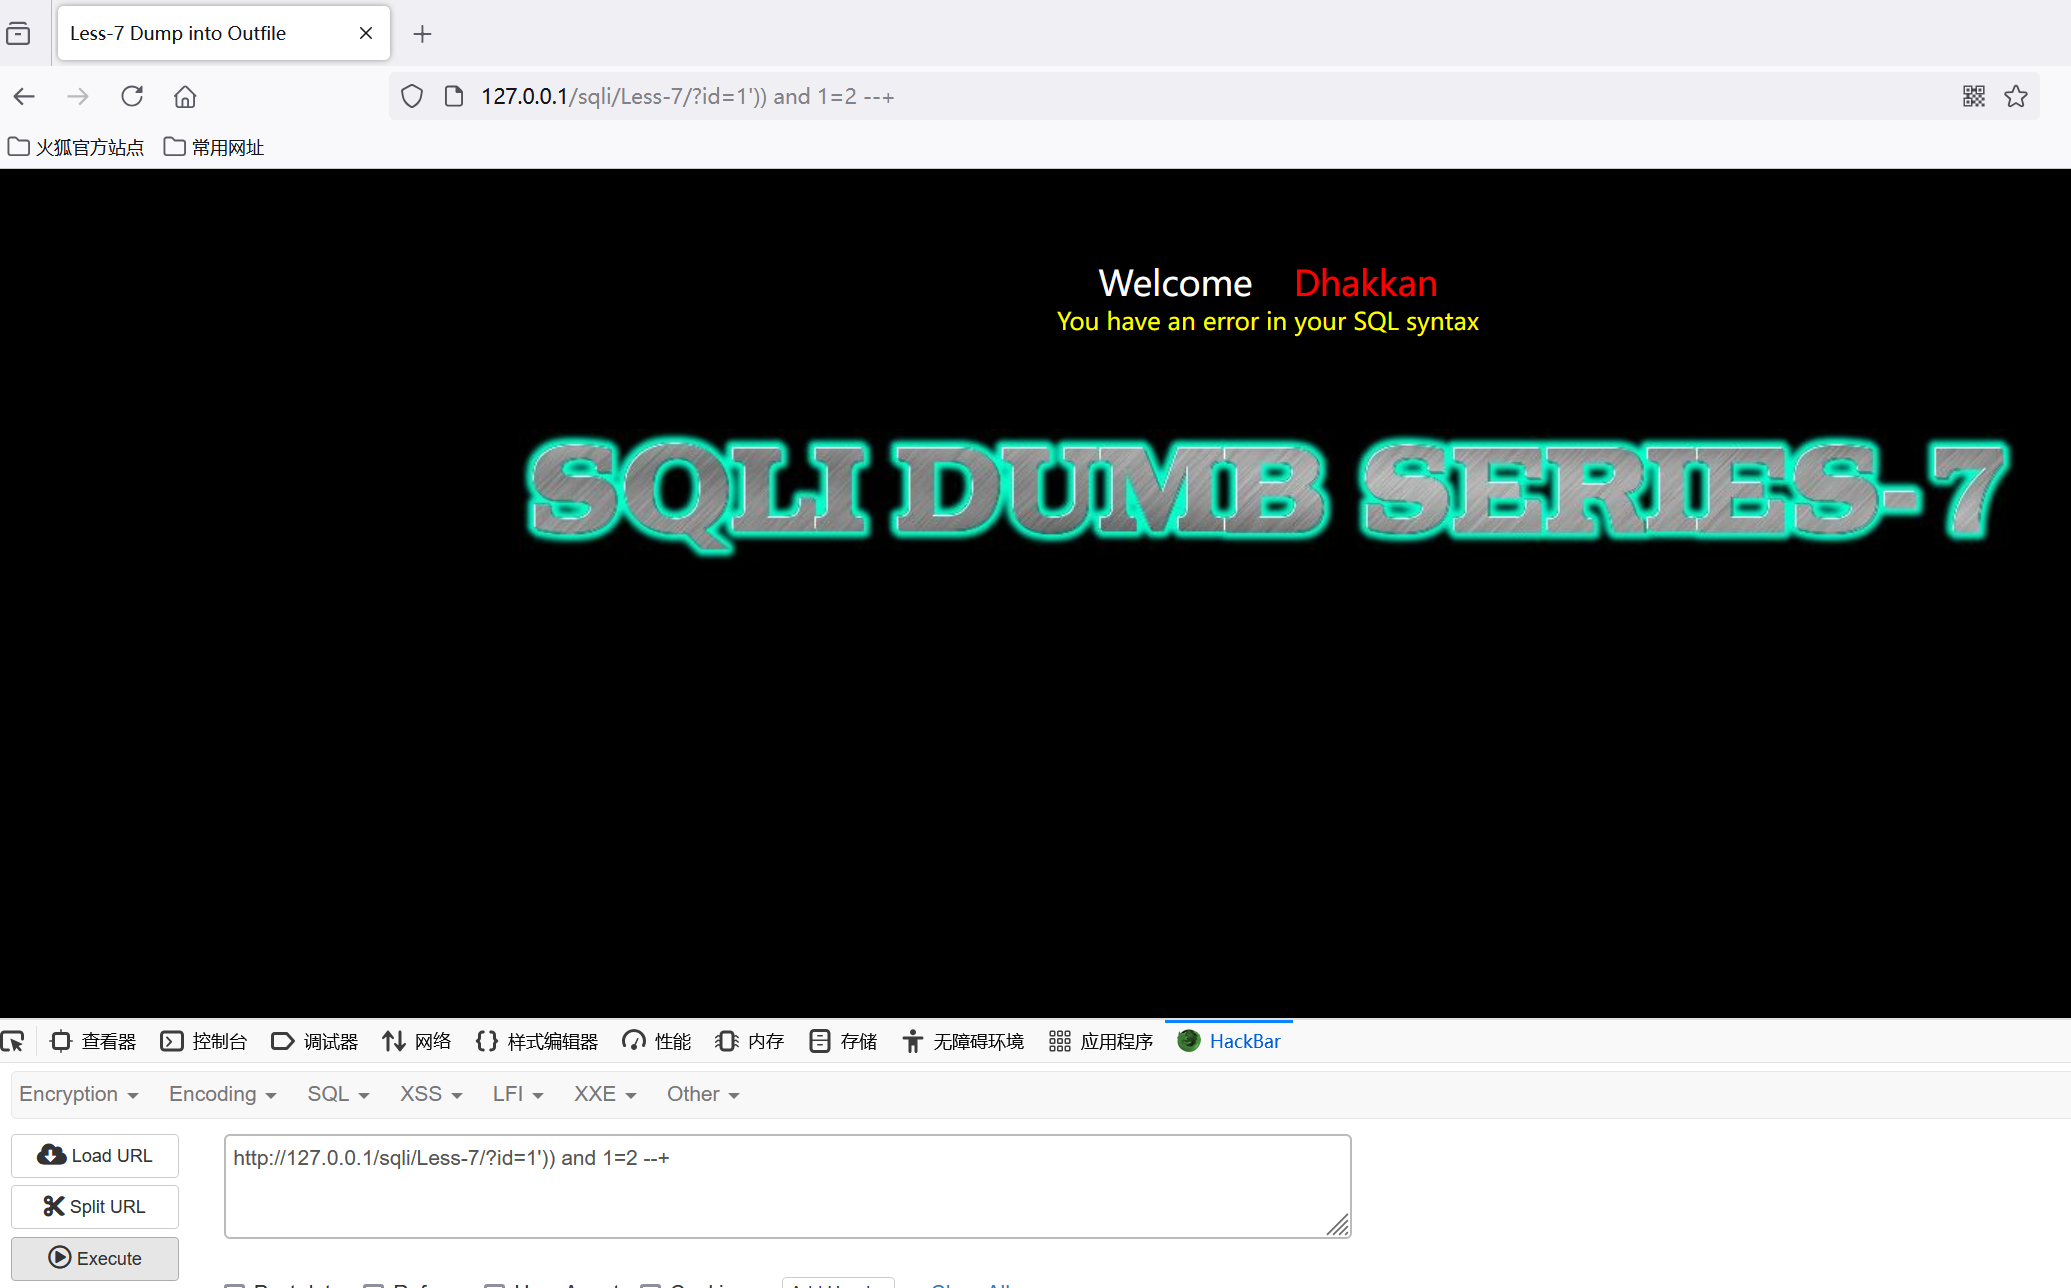 Less-7 Dump into Outfile
127.0.0.1/sqli/Less-7/?id=1')) and 1=2 --+
火狐官方站点 常用网址
Welcome Dhakkan
You have an error in your SQL syntax
SQLI DUMB SERIES-7
查看器 控制台 调试器 网络 样式编辑器 性能 内存 存储 无障碍环境 应用程序 HackBar
Encryption Encoding SQL XSS LFI XXE Other
Load URL
http://127.0.0.1/sqli/Less-7/?id=1')) and 1=2 --+
Split URL
Execute